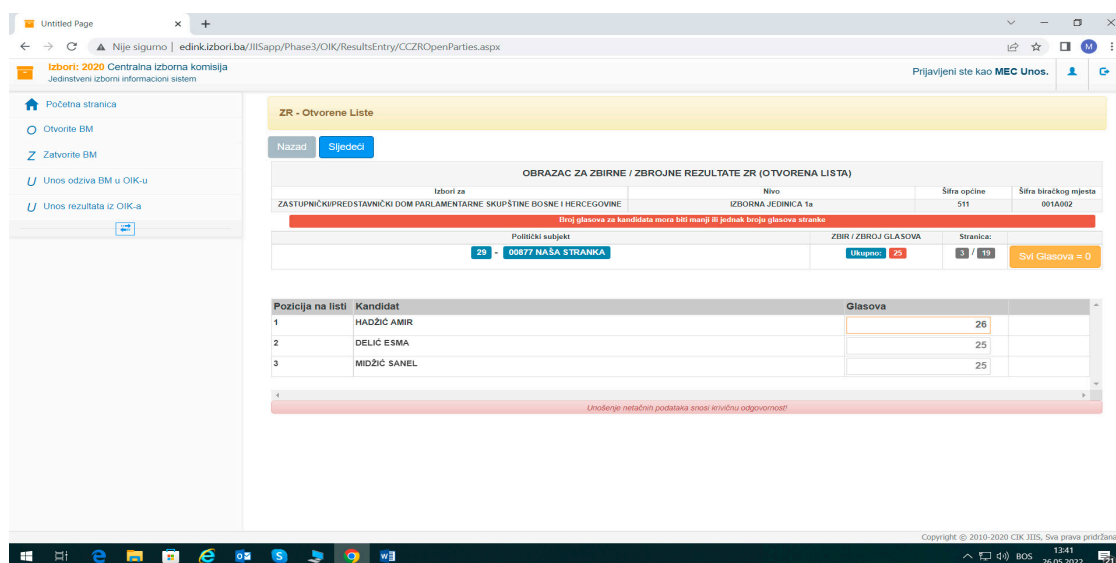 Untitled Page
Nije sigurno | edink.izbori.ba/JIISapp/Phase3/OIK/ResultsEntry/CCZROpenParties.aspx
M
Izbori: 2020 Centralna izborna komisija
Jedinstveni izborni informacioni sistem
Prijavljeni ste kao MEC Unos.
Početna stranica
O Otvorite BM
Z Zatvorite BM
U Unos odziva BM u OIK-u
U Unos rezultata iz OIK-a
ZR - Otvorene Liste
Nazad Sljedeći
OBRAZAC ZA ZBIRNE / ZBROJNE REZULTATE ZR (OTVORENA LISTA)
Izbori za Nivo Šifra općine Šifra biračkog mjesta
ZASTUPNIČKI/PREDSTAVNIČKI DOM PARLAMENTARNE SKUPŠTINE BOSNE I HERCEGOVINE IZBORNA JEDINICA 1a 511 001A002
Broj glasova za kandidata mora biti manji ili jednak broju glasova stranke
Politički subjekt ZBIR / ZBROJ GLASOVA Stranica:
29 - 00877 NAŠA STRANKA Ukupno: 25 3 / 19 Svi Glasova = 0
Pozicija na listi Kandidat Glasova
1 HADŽIĆ AMIR 26
2 DELIĆ ESMA 25
3 MIDŽIĆ SANEL 25
Unošenje netačnih podataka snosi krivičnu odgovornost!
Copyright © 2010-2020 CIK JIIS, Sva prava pridržana
BOS
13:41
26.05.2022
21